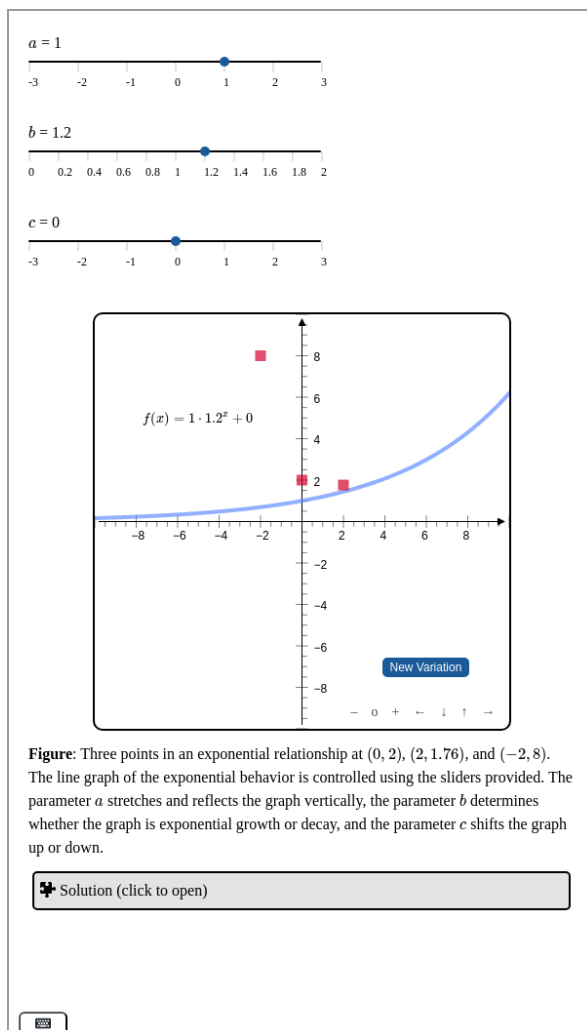 a = 1
-3 -2 -1 0 1 2 3
b = 1.2
0 0.2 0.4 0.6 0.8 1 1.2 1.4 1.6 1.8 2
c = 0
-3 -2 -1 0 1 2 3
8
6
f(x) = 1 · 1.2ˣ + 0
4
2
−8 −6 −4 −2 2 4 6 8
−2
−4
−6
New Variation
−8
− o + ← ↓ ↑ →
Figure: Three points in an exponential relationship at (0, 2), (2, 1.76), and (−2, 8).
The line graph of the exponential behavior is controlled using the sliders provided. The
parameter a stretches and reflects the graph vertically, the parameter b determines
whether the graph is exponential growth or decay, and the parameter c shifts the graph
up or down.
Solution (click to open)